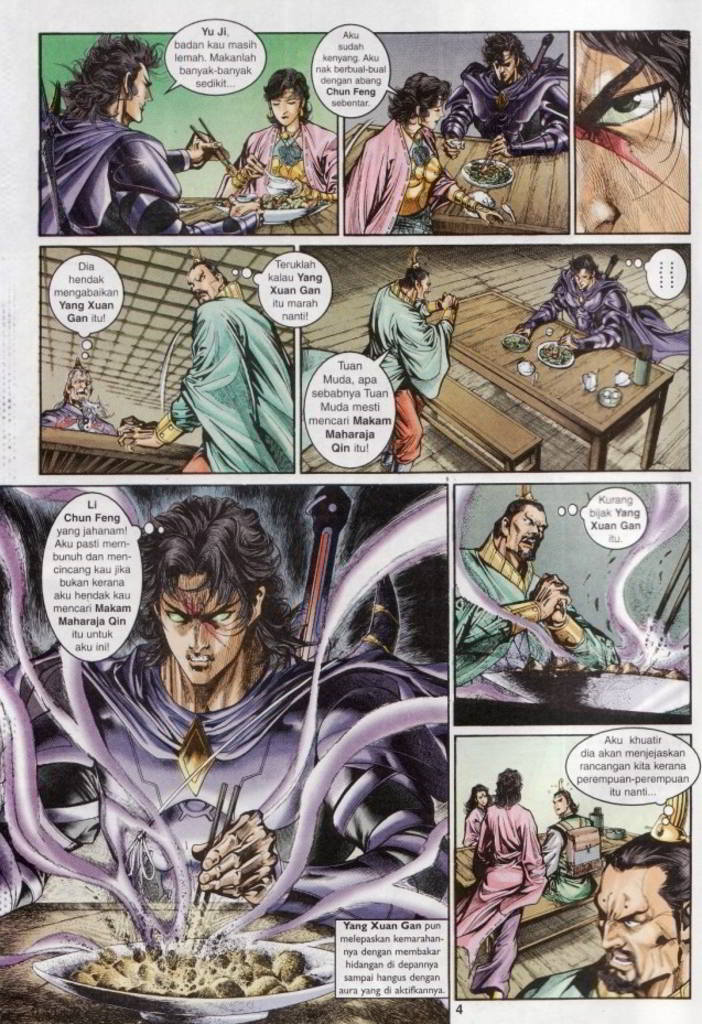 Yu Ji,
badan kau masih
lemah. Makanlah
banyak-banyak
sedikit...
Aku
sudah
kenyang. Aku
nak berbual-bual
dengan abang
Chun Feng
sebentar.
Dia
hendak
mengabaikan
Yang Xuan
Gan itu!
Teruklah
kalau Yang
Xuan Gan
itu marah
nanti!
Tuan
Muda, apa
sebabnya Tuan
Muda mesti
mencari Makam
Maharaja
Qin itu?
Li
Chun Feng
yang jahanam!
Aku pasti mem-
bunuh dan men-
cincang kau jika
bukan kerana
aku hendak kau
mencari Makam
Maharaja Qin
itu untuk
aku ini!
Kurang
bijak Yang
Xuan Gan
itu.
Yang Xuan Gan pun
melepaskan kemarahan-
nya dengan membakar
hidangan di depannya
sampai hangus dengan
aura yang di aktifkannya.
Aku khuatir
dia akan menjejaskan
rancangan kita kerana
perempuan-perempuan
itu nanti...
4